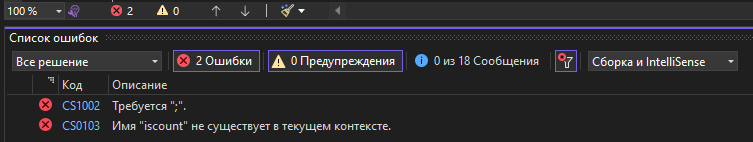 100 %
2
0
Список ошибок
Все решение
2 Ошибки
0 Предупреждения
0 из 18 Сообщения
Сборка и IntelliSense
Код Описание
CS1002 Требуется ";".
CS0103 Имя "iscount" не существует в текущем контексте.